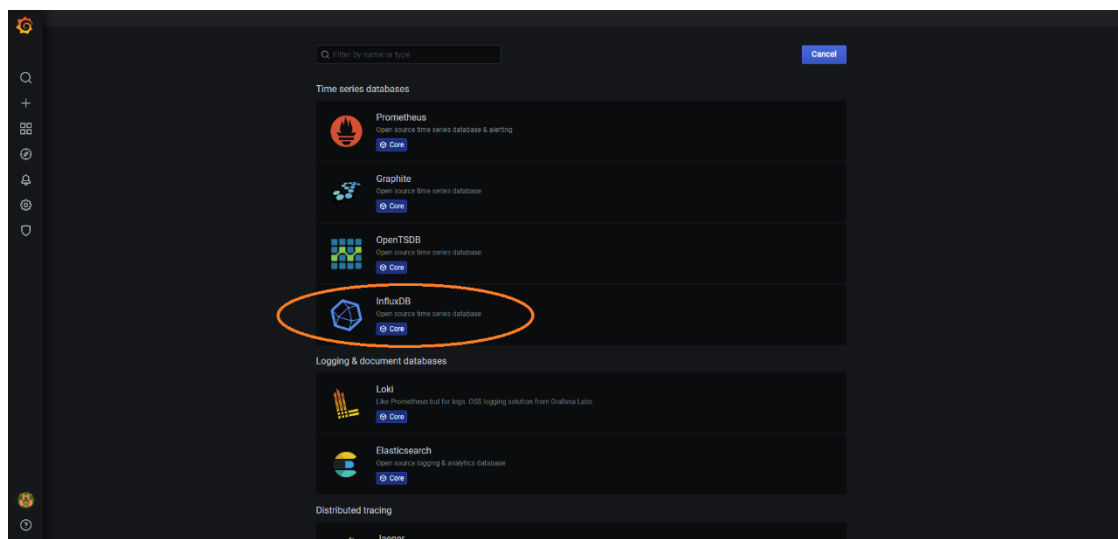 Filter by name or type
Cancel
Time series databases
Prometheus
Open source time series database & alerting
Core
Graphite
Open source time series database
Core
OpenTSDB
Open source time series database
Core
InfluxDB
Open source time series database
Core
Logging & document databases
Loki
Like Prometheus but for logs. OSS logging solution from Grafana Labs
Core
Elasticsearch
Open source logging & analytics database
Core
Distributed tracing
Jaeger